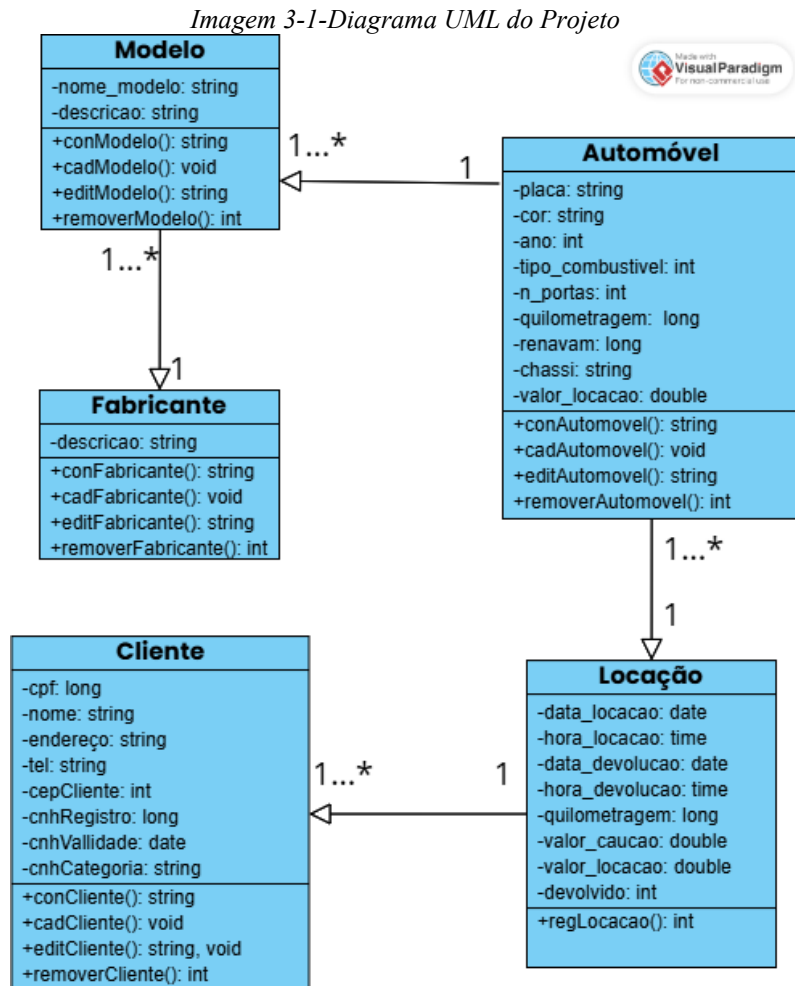 Imagem 3-1-Diagrama UML do Projeto
Modelo
-nome_modelo: string
-descricao: string
+conModelo(): string
+cadModelo(): void
+editModelo(): string
+removerModelo(): int
Made with
Visual Paradigm
For non-commercial use
1...*
1
Automóvel
-placa: string
-cor: string
-ano: int
-tipo_combustivel: int
-n_portas: int
-quilometragem: long
-renavam: long
-chassi: string
-valor_locacao: double
+conAutomovel(): string
+cadAutomovel(): void
+editAutomovel(): string
+removerAutomovel(): int
1...*
1
Fabricante
-descricao: string
+conFabricante(): string
+cadFabricante(): void
+editFabricante(): string
+removerFabricante(): int
1...*
1
Cliente
-cpf: long
-nome: string
-endereço: string
-tel: string
-cepCliente: int
-cnhRegistro: long
-cnhVallidade: date
-cnhCategoria: string
+conCliente(): string
+cadCliente(): void
+editCliente(): string, void
+removerCliente(): int
1...*
1
Locação
-data_locacao: date
-hora_locacao: time
-data_devolucao: date
-hora_devolucao: time
-quilometragem: long
-valor_caucao: double
-valor_locacao: double
-devolvido: int
+regLocacao(): int